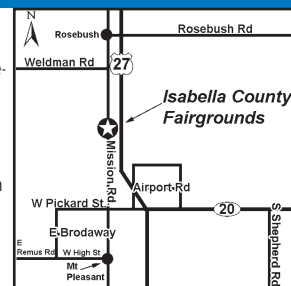 N
Rosebush Rd
Rosebush
Weldman Rd
27
Isabella County
Fairgrounds
Mission Rd
Airport Rd
W Pickard St
20
E Brodaway
S Shepherd Rd
E
Remus Rd
W High St
Mt
Pleasant